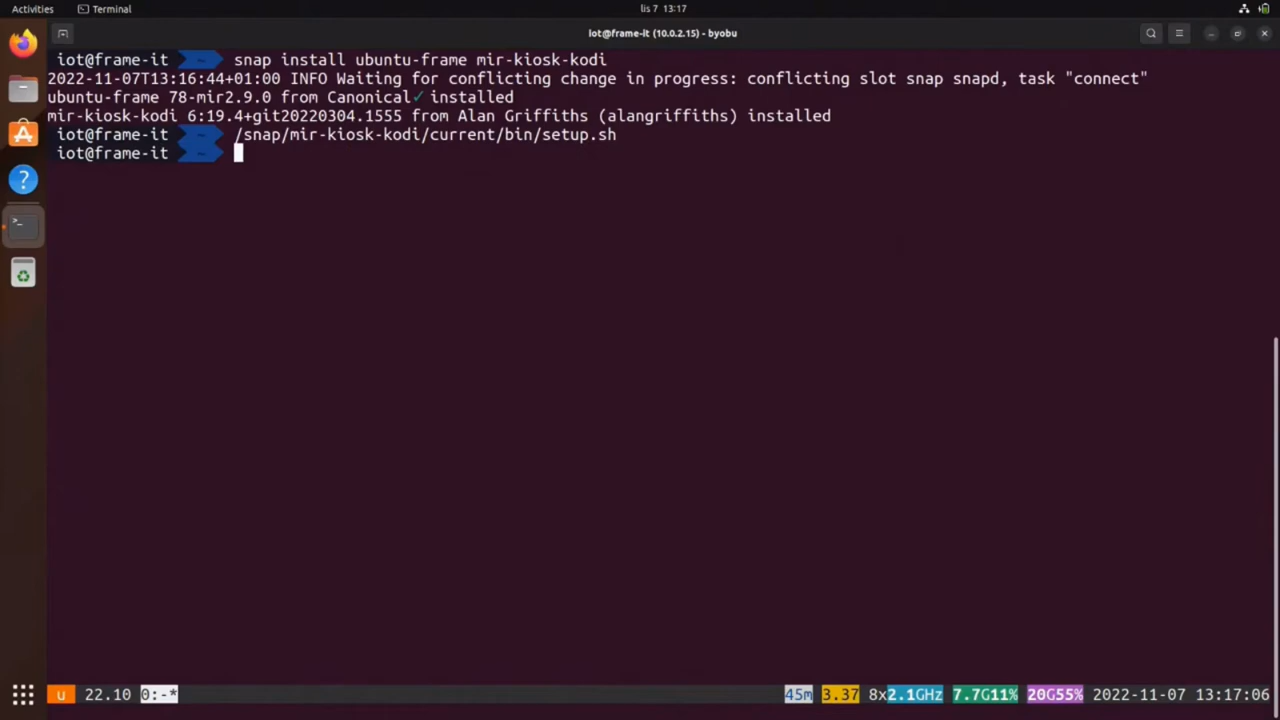 Activities
Terminal
lis 7 13:17
iot@frame-it (10.0.2.15) - byobu
iot@frame-it ~ snap install ubuntu-frame mir-kiosk-kodi
2022-11-07T13:16:44+01:00 INFO Waiting for conflicting change in progress: conflicting slot snap snapd, task "connect"
ubuntu-frame 78-mir2.9.0 from Canonical✓ installed
mir-kiosk-kodi 6:19.4+git20220304.1555 from Alan Griffiths (alangriffiths) installed
iot@frame-it ~ /snap/mir-kiosk-kodi/current/bin/setup.sh
iot@frame-it ~
u 22.10 0:-* 45m 3.37 8x2.1GHz 7.7G11% 20G55% 2022-11-07 13:17:06